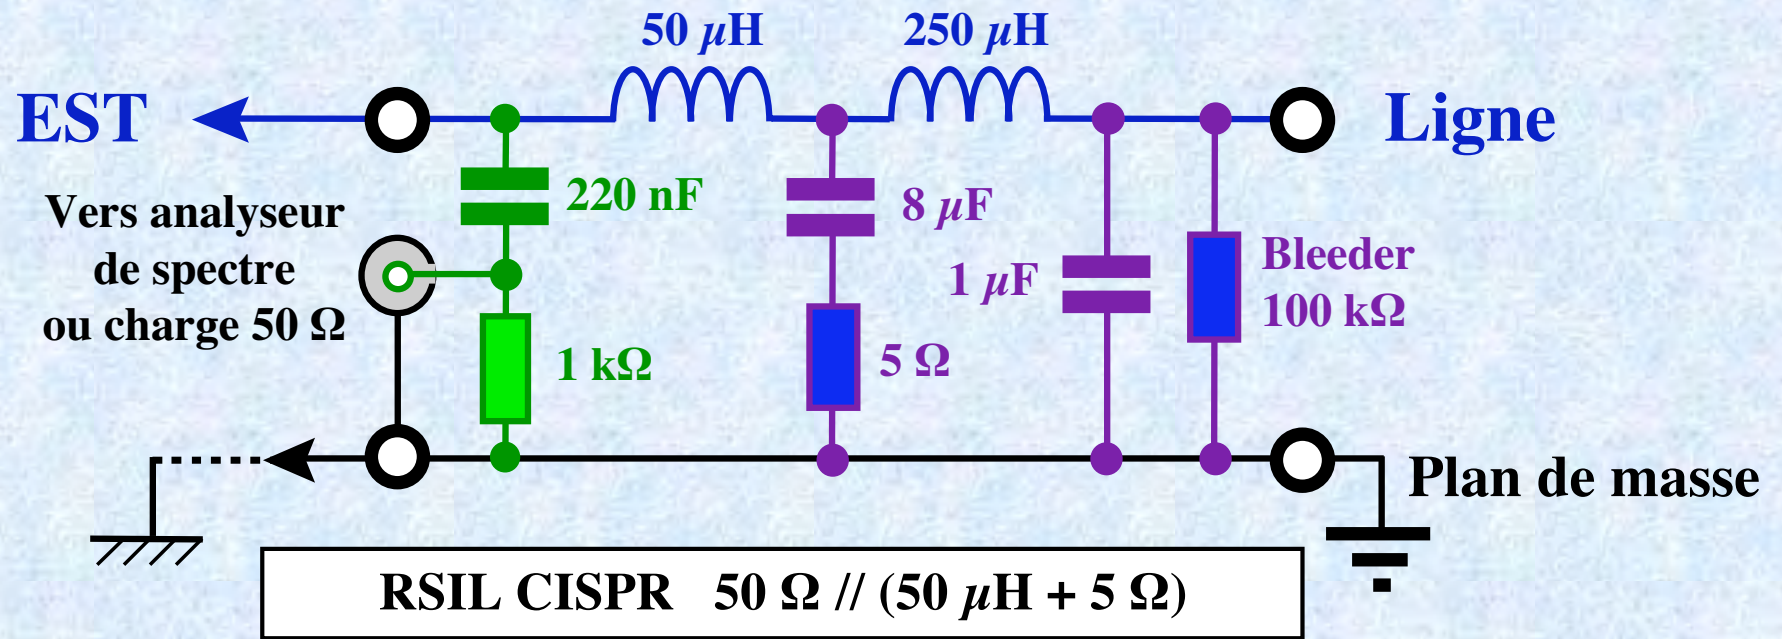 50 µH
250 µH
EST
Ligne
Vers analyseur
de spectre
ou charge 50 Ω
220 nF
1 kΩ
8 µF
5 Ω
1 µF
Bleeder
100 kΩ
Plan de masse
RSIL CISPR 50 Ω // (50 µH + 5 Ω)